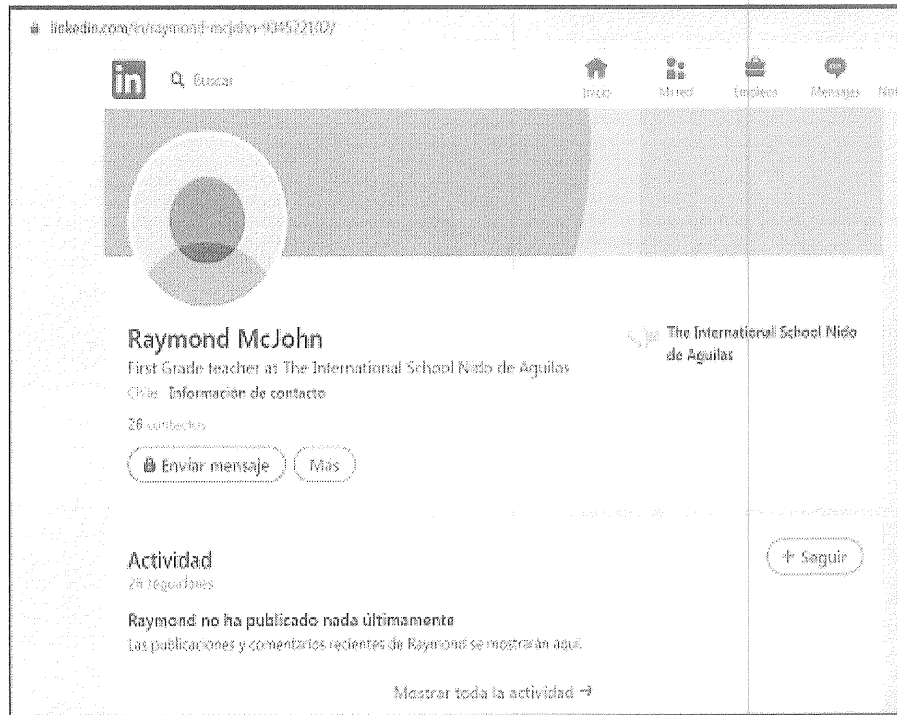 linkedin.com/in/raymond-mcjohn-934522102/
in
Buscar
Inicio
Mi red
Empleos
Mensajes
Not
Raymond McJohn
First Grade teacher at The International School Nido de Aguilas
Chile Información de contacto
26 contactos
Enviar mensaje
Más
The International School Nido
de Aguilas
Actividad
+ Seguir
26 seguidores
Raymond no ha publicado nada últimamente
Las publicaciones y comentarios recientes de Raymond se mostrarán aquí.
Mostrar toda la actividad →